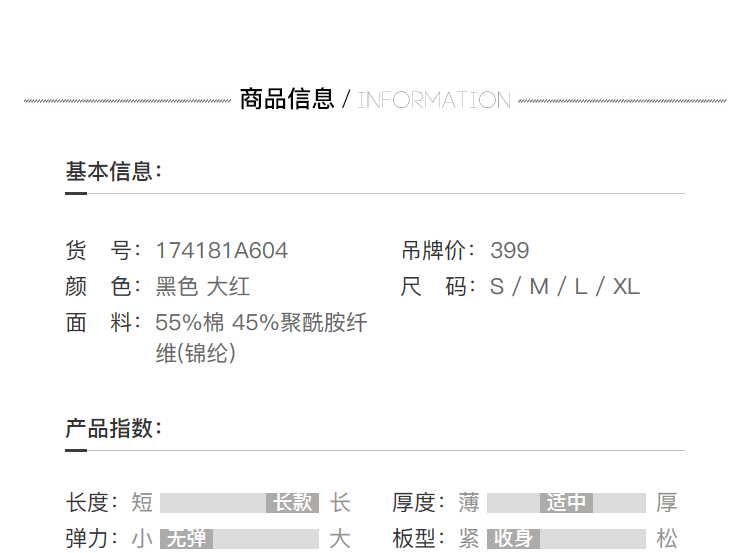 商品信息 / INFORMATION
基本信息：
货 号：174181A604 吊牌价：399
颜 色：黑色 大红 尺 码：S / M / L / XL
面 料：55%棉 45%聚酰胺纤
维(锦纶)
产品指数：
长度：短 长款 长 厚度：薄 适中 厚
弹力：小 无弹 大 板型：紧 收身 松